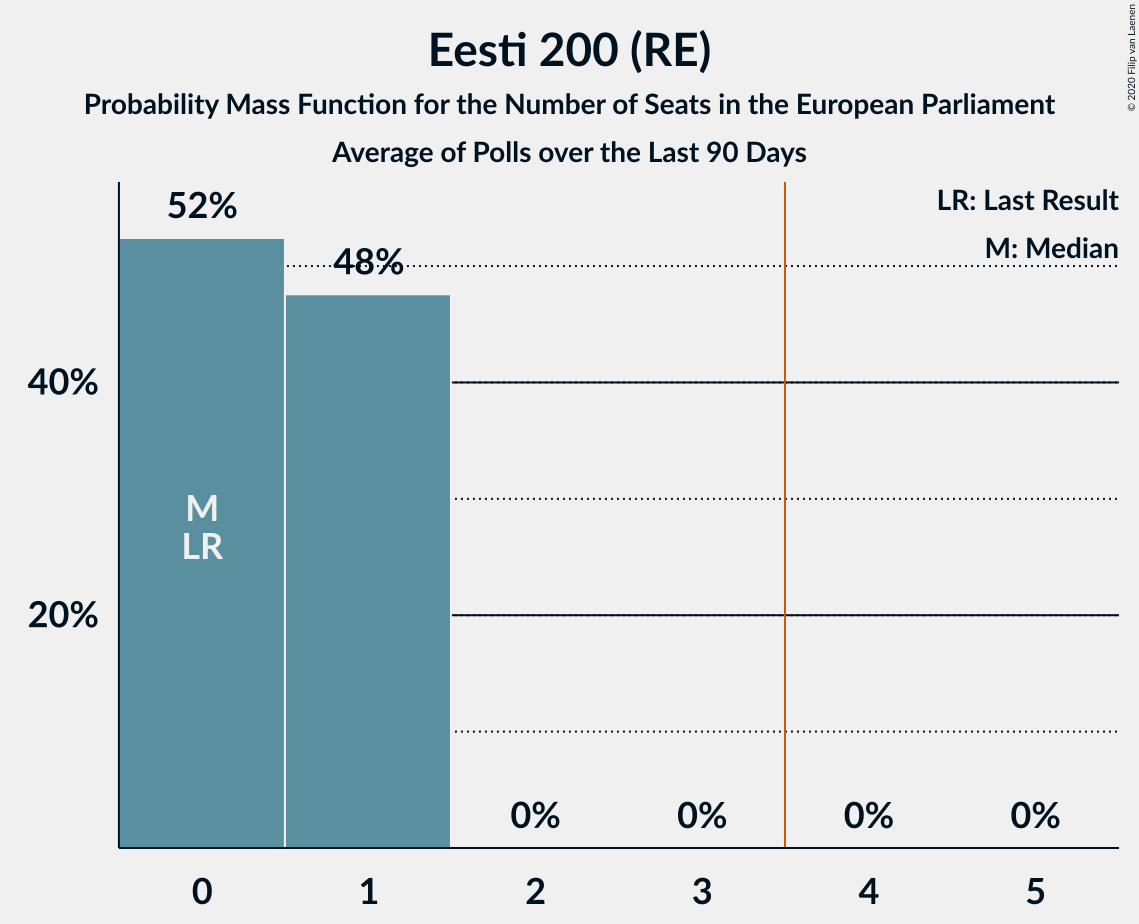 Eesti 200 (RE)
Probability Mass Function for the Number of Seats in the European Parliament
Average of Polls over the Last 90 Days
© 2020 Filip van Laenen
LR: Last Result
M: Median
52%
48%
40%
M
LR
20%
0% 0% 0% 0%
0 1 2 3 4 5